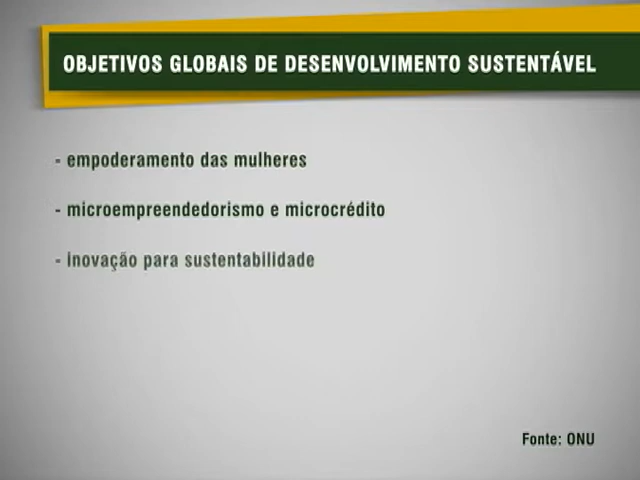 OBJETIVOS GLOBAIS DE DESENVOLVIMENTO SUSTENTÁVEL
- empoderamento das mulheres
- microempreendedorismo e microcrédito
- inovação para sustentabilidade
Fonte: ONU